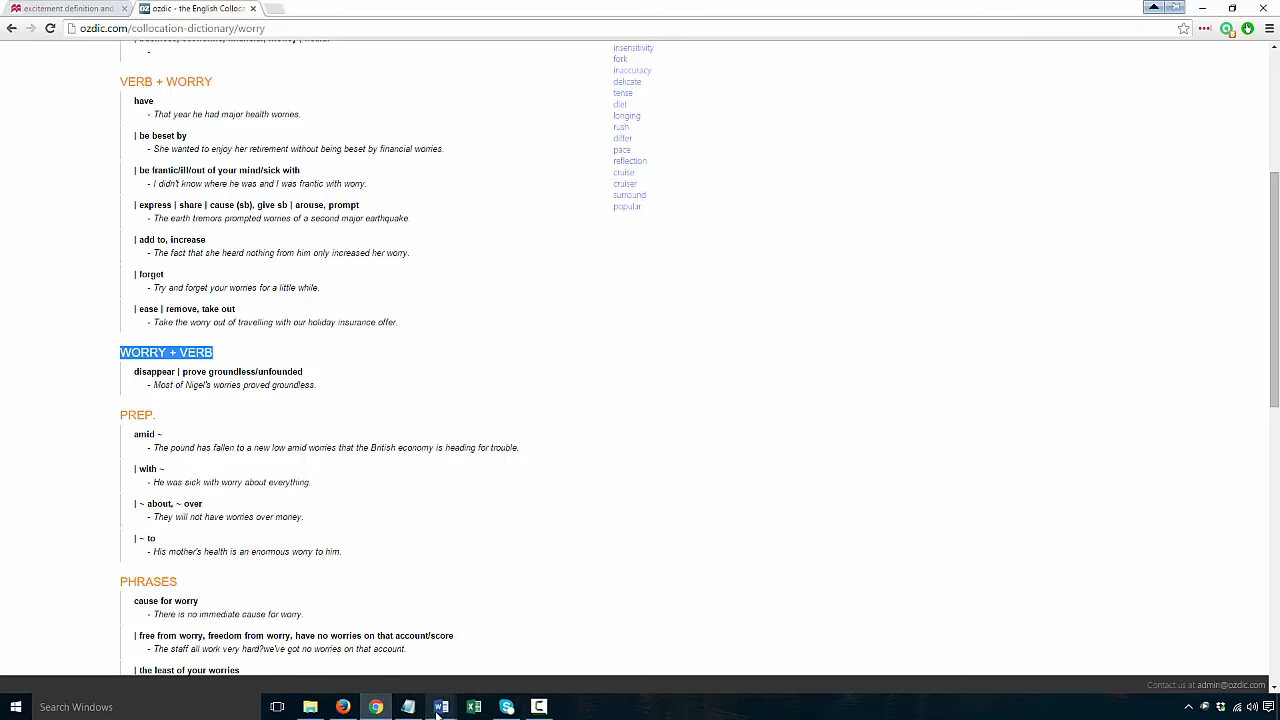 excitement definition and
ozdic - the English Colloca
ozdic.com/collocation-dictionary/worry
VERB + WORRY
have
- That year he had major health worries.
| be beset by
- She wanted to enjoy her retirement without being beset by financial worries.
| be frantic/ill/out of your mind/sick with
- I didn't know where he was and I was frantic with worry.
| express | share | cause (sb), give sb | arouse, prompt
- The earth tremors prompted worries of a second major earthquake.
| add to, increase
- The fact that she heard nothing from him only increased her worry.
| forget
- Try and forget your worries for a little while.
| ease | remove, take out
- Take the worry out of travelling with our holiday insurance offer.
WORRY + VERB
disappear | prove groundless/unfounded
- Most of Nigel's worries proved groundless.
PREP.
amid ~
- The pound has fallen to a new low amid worries that the British economy is heading for trouble.
| with ~
- He was sick with worry about everything.
| ~ about, ~ over
- They will not have worries over money.
| ~ to
- His mother's health is an enormous worry to him.
PHRASES
cause for worry
- There is no immediate cause for worry.
| free from worry, freedom from worry, have no worries on that account/score
- The staff all work very hard?we've got no worries on that account.
| the least of your worries
insensitivity
fork
inaccuracy
delicate
tense
diet
longing
rush
differ
pace
reflection
cruise
cruiser
surround
popular
Contact us at admin@ozdic.com
Search Windows